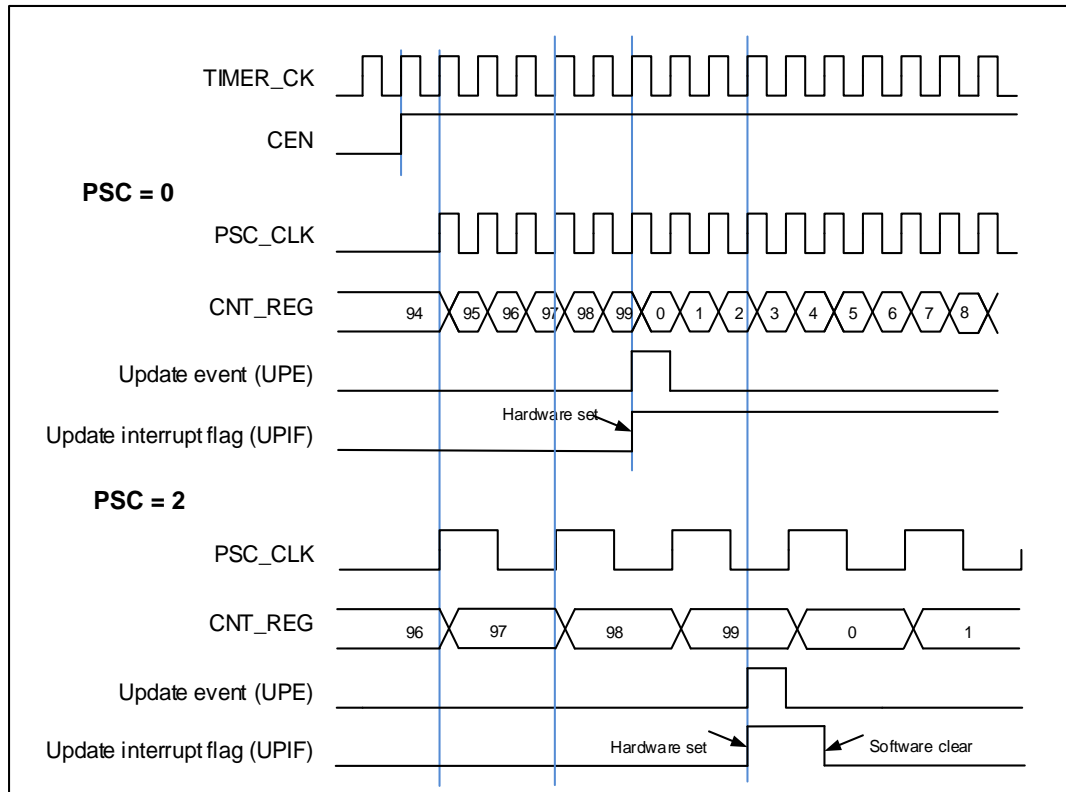 TIMER_CK
CEN
PSC = 0
PSC_CLK
CNT_REG 94 95 96 97 98 99 0 1 2 3 4 5 6 7 8
Update event (UPE)
Hardware set
Update interrupt flag (UPIF)
PSC = 2
PSC_CLK
CNT_REG 96 97 98 99 0 1
Update event (UPE)
Update interrupt flag (UPIF) Hardware set Software clear